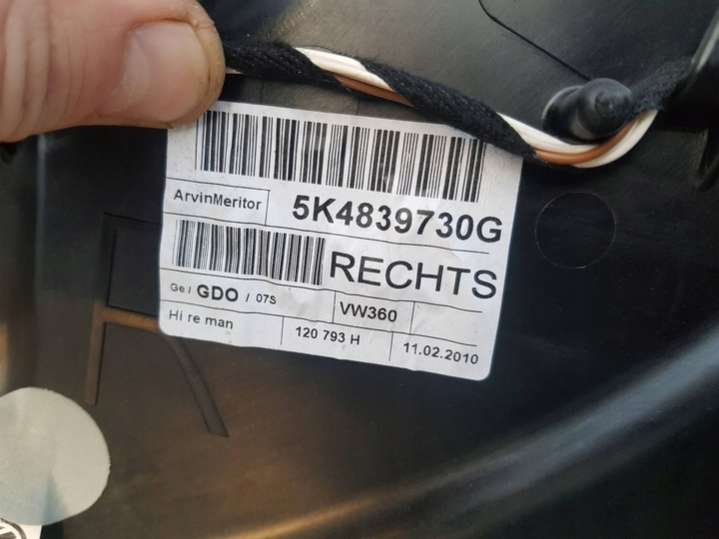 ArvinMeritor 5K4839730G
RECHTS
Ge / GDO / 07S VW360
Hi re man 120 793 H 11.02.2010